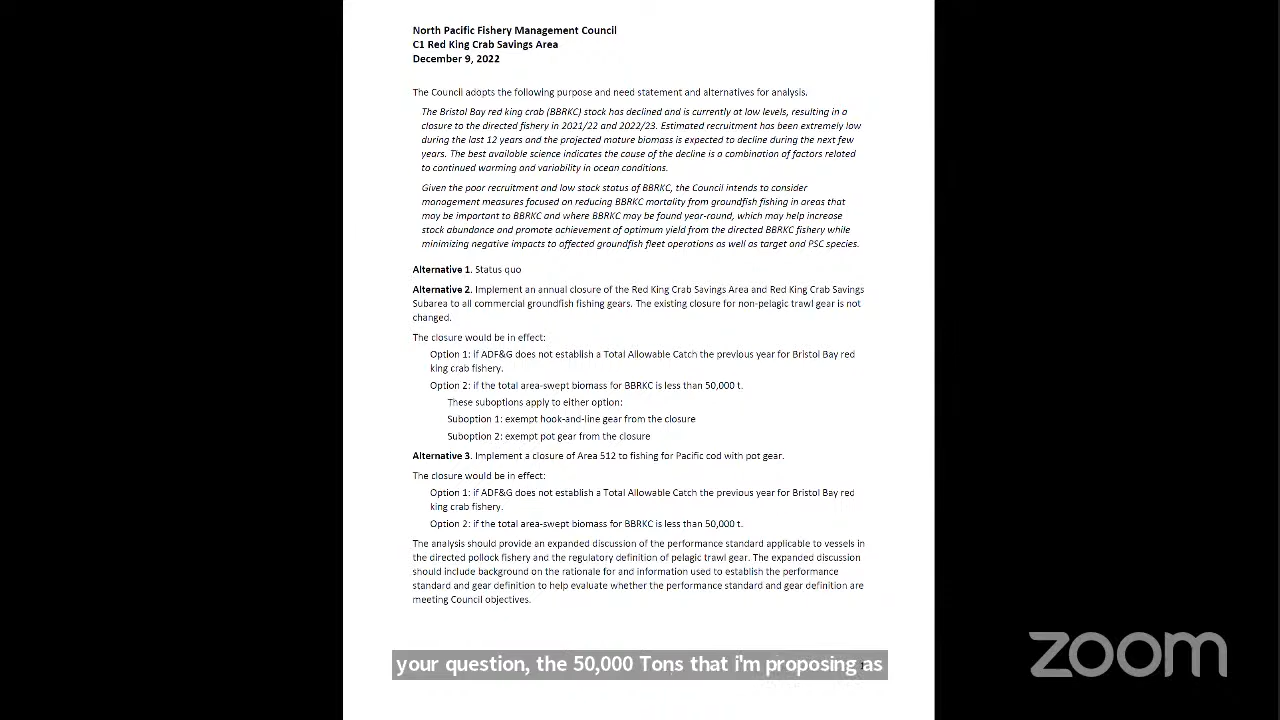 North Pacific Fishery Management Council
C1 Red King Crab Savings Area
December 9, 2022
The Council adopts the following purpose and need statement and alternatives for analysis.
The Bristol Bay red king crab (BBRKC) stock has declined and is currently at low levels, resulting in a
closure to the directed fishery in 2021/22 and 2022/23. Estimated recruitment has been extremely low
during the last 12 years and the projected mature biomass is expected to decline during the next few
years. The best available science indicates the cause of the decline is a combination of factors related
to continued warming and variability in ocean conditions.
Given the poor recruitment and low stock status of BBRKC, the Council intends to consider
management measures focused on reducing BBRKC mortality from groundfish fishing in areas that
may be important to BBRKC and where BBRKC may be found year-round, which may help increase
stock abundance and promote achievement of optimum yield from the directed BBRKC fishery while
minimizing negative impacts to affected groundfish fleet operations as well as target and PSC species.
Alternative 1. Status quo
Alternative 2. Implement an annual closure of the Red King Crab Savings Area and Red King Crab Savings
Subarea to all commercial groundfish fishing gears. The existing closure for non-pelagic trawl gear is not
changed.
The closure would be in effect:
Option 1: if ADF&G does not establish a Total Allowable Catch the previous year for Bristol Bay red
king crab fishery.
Option 2: if the total area-swept biomass for BBRKC is less than 50,000 t.
These suboptions apply to either option:
Suboption 1: exempt hook-and-line gear from the closure
Suboption 2: exempt pot gear from the closure
Alternative 3. Implement a closure of Area 512 to fishing for Pacific cod with pot gear.
The closure would be in effect:
Option 1: if ADF&G does not establish a Total Allowable Catch the previous year for Bristol Bay red
king crab fishery.
Option 2: if the total area-swept biomass for BBRKC is less than 50,000 t.
The analysis should provide an expanded discussion of the performance standard applicable to vessels in
the directed pollock fishery and the regulatory definition of pelagic trawl gear. The expanded discussion
should include background on the rationale for and information used to establish the performance
standard and gear definition to help evaluate whether the performance standard and gear definition are
meeting Council objectives.
your question, the 50,000 Tons that i'm proposing as
zoom